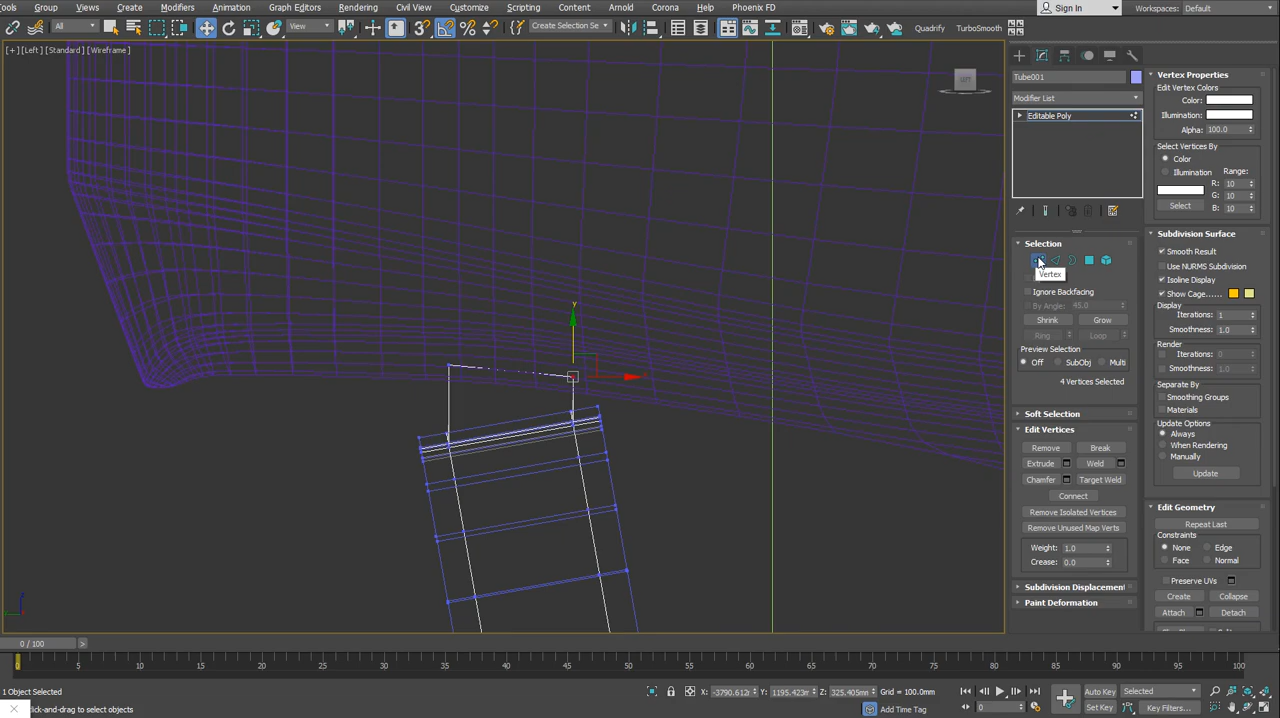 ools Group Views Create Modifiers Animation Graph Editors Rendering Civil View Customize Scripting Content Arnold Corona Help Phoenix FD Sign In Workspaces: Default
All View Create Selection Se Quadrify TurboSmooth
[+] [Left] [Standard] [Wireframe]
Tube001
Modifier List
Editable Poly
Selection
Vertex
Ignore Backfacing
By Angle: 45.0
Shrink Grow
Ring Loop
Preview Selection
Off SubObj Multi
4 Vertices Selected
Soft Selection
Edit Vertices
Remove Break
Extrude Weld
Chamfer Target Weld
Connect
Remove Isolated Vertices
Remove Unused Map Verts
Weight: 1.0
Crease: 0.0
Subdivision Displacement
Paint Deformation
Vertex Properties
Edit Vertex Colors
Color:
Illumination:
Alpha: 100.0
Select Vertices By
Color
Illumination Range:
R: 10
G: 10
Select B: 10
Subdivision Surface
Smooth Result
Use NURMS Subdivision
Isoline Display
Show Cage......
Display
Iterations: 1
Smoothness: 1.0
Render
Iterations: 0
Smoothness: 1.0
Separate By
Smoothing Groups
Materials
Update Options
Always
When Rendering
Manually
Update
Edit Geometry
Repeat Last
Constraints
None Edge
Face Normal
Preserve UVs
Create Collapse
Attach Detach
y
x
0 / 100 >
0 5 10 15 20 25 30 35 40 45 50 55 60 65 70 75 80 85 90 95 100
1 Object Selected
X: -3790.612 Y: 1195.423 Z: 325.405mm Grid = 100.0mm
Auto Key Selected
lick-and-drag to select objects
Add Time Tag
0
Set Key Key Filters...